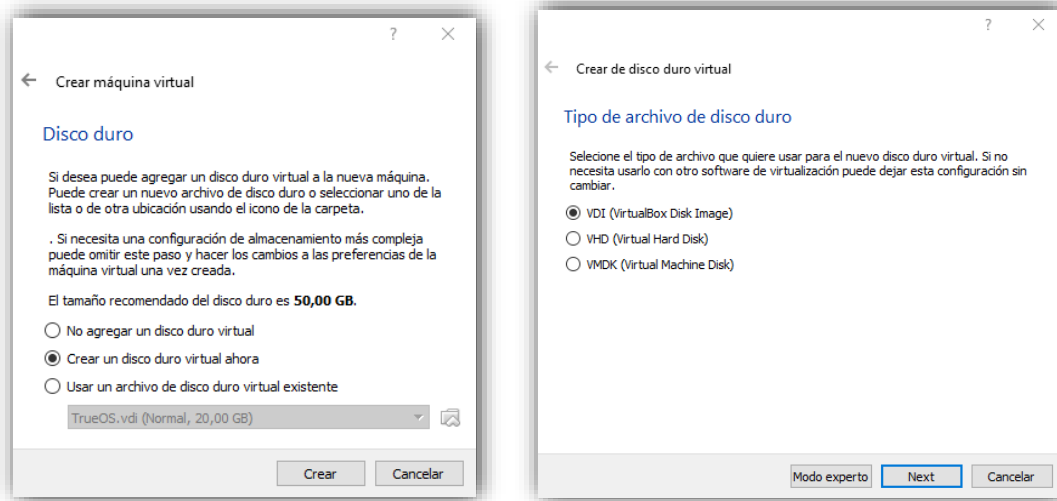 ?
Crear máquina virtual
Disco duro
Si desea puede agregar un disco duro virtual a la nueva máquina.
Puede crear un nuevo archivo de disco duro o seleccionar uno de la
lista o de otra ubicación usando el icono de la carpeta.
. Si necesita una configuración de almacenamiento más compleja
puede omitir este paso y hacer los cambios a las preferencias de la
máquina virtual una vez creada.
El tamaño recomendado del disco duro es 50,00 GB.
No agregar un disco duro virtual
Crear un disco duro virtual ahora
Usar un archivo de disco duro virtual existente
TrueOS.vdi (Normal, 20,00 GB)
Crear Cancelar
?
Crear de disco duro virtual
Tipo de archivo de disco duro
Selecione el tipo de archivo que quiere usar para el nuevo disco duro virtual. Si no
necesita usarlo con otro software de virtualización puede dejar esta configuración sin
cambiar.
VDI (VirtualBox Disk Image)
VHD (Virtual Hard Disk)
VMDK (Virtual Machine Disk)
Modo experto Next Cancelar